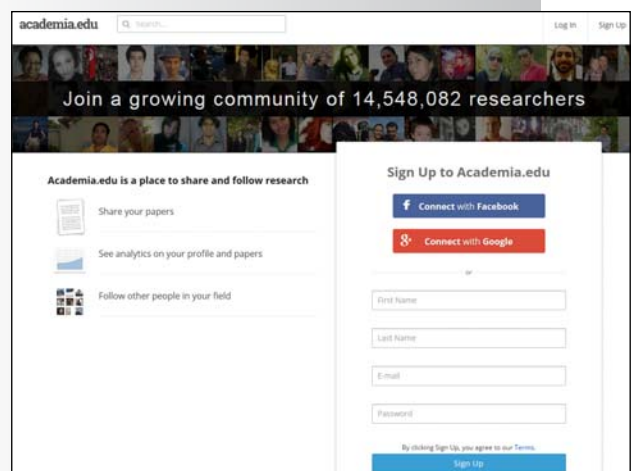 academia.edu
Search...
Log In
Sign Up
Join a growing community of 14,548,082 researchers
Academia.edu is a place to share and follow research
Share your papers
See analytics on your profile and papers
Follow other people in your field
Sign Up to Academia.edu
f Connect with Facebook
g+ Connect with Google
or
First Name
Last Name
E-mail
Password
By clicking Sign Up, you agree to our Terms.
Sign Up